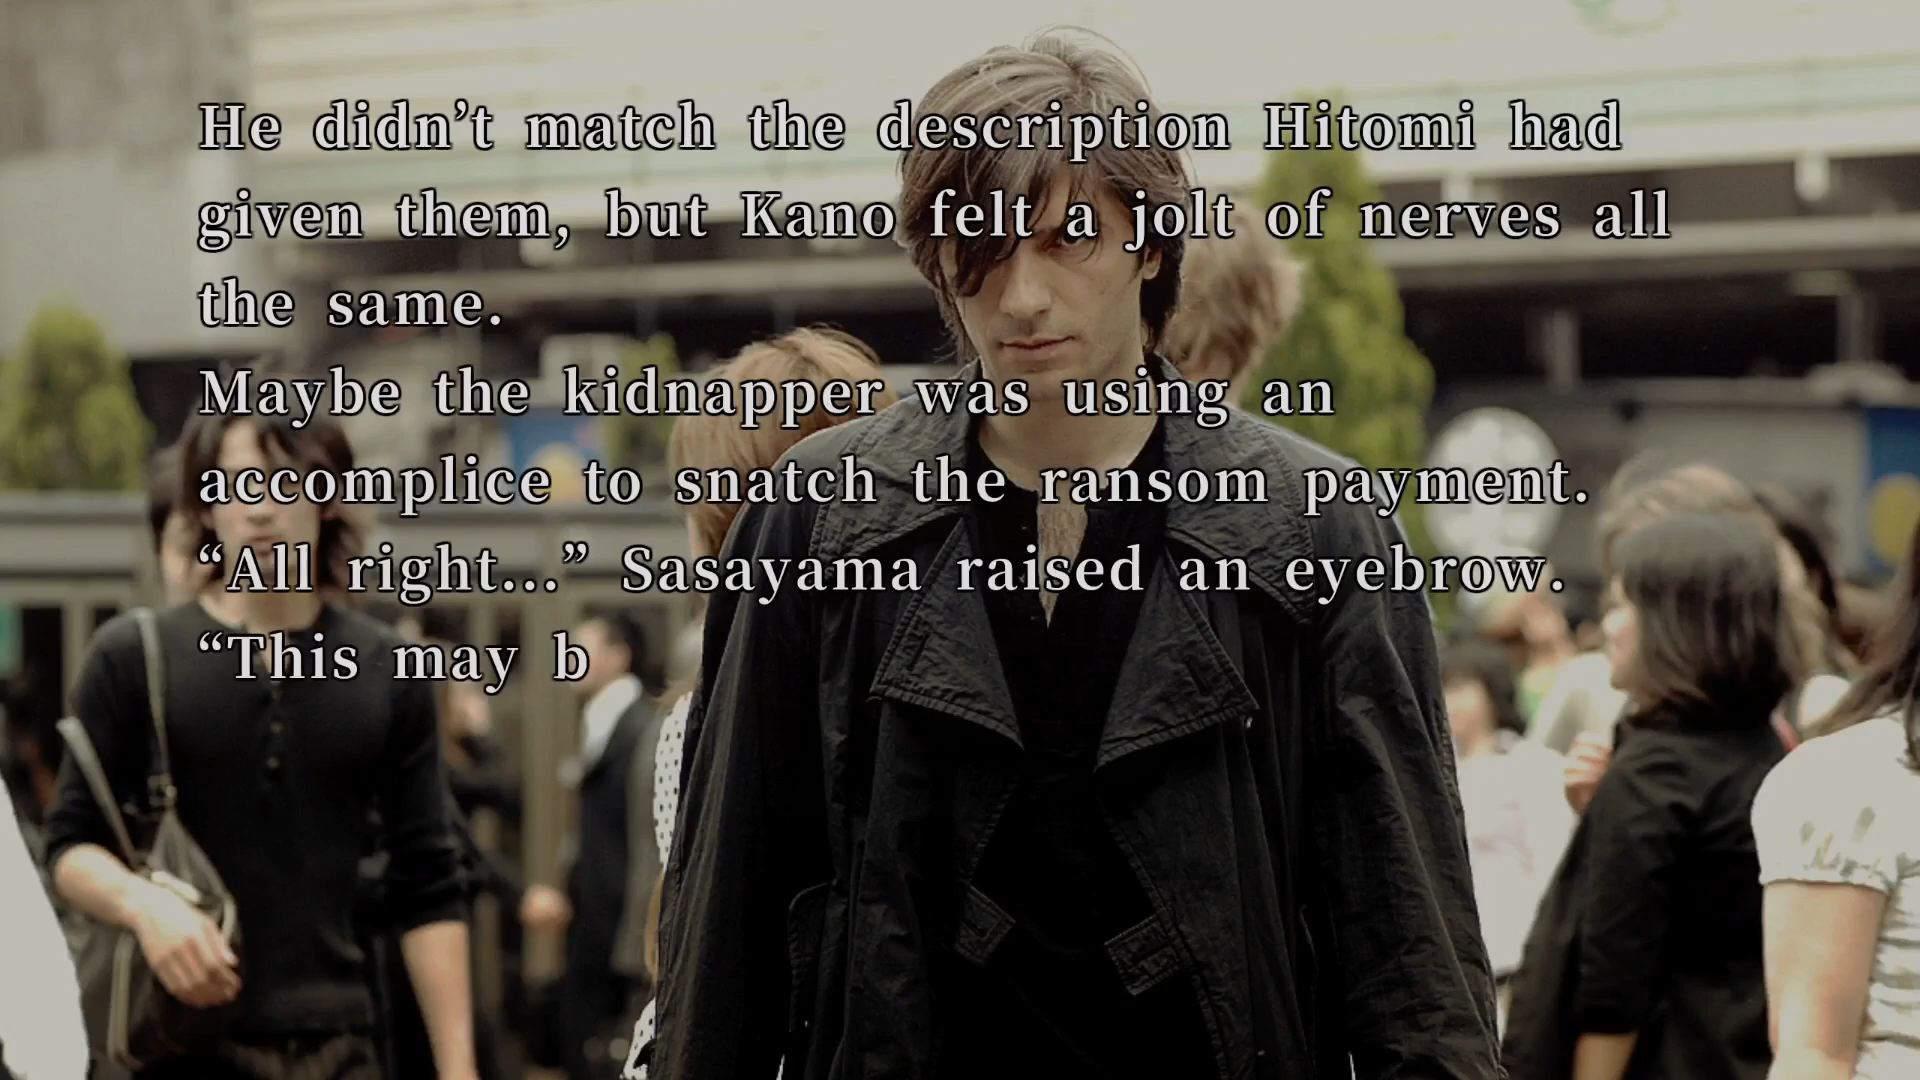 He didn’t match the description Hitomi had
given them, but Kano felt a jolt of nerves all
the same.
Maybe the kidnapper was using an
accomplice to snatch the ransom payment.
“All right...” Sasayama raised an eyebrow.
“This may b